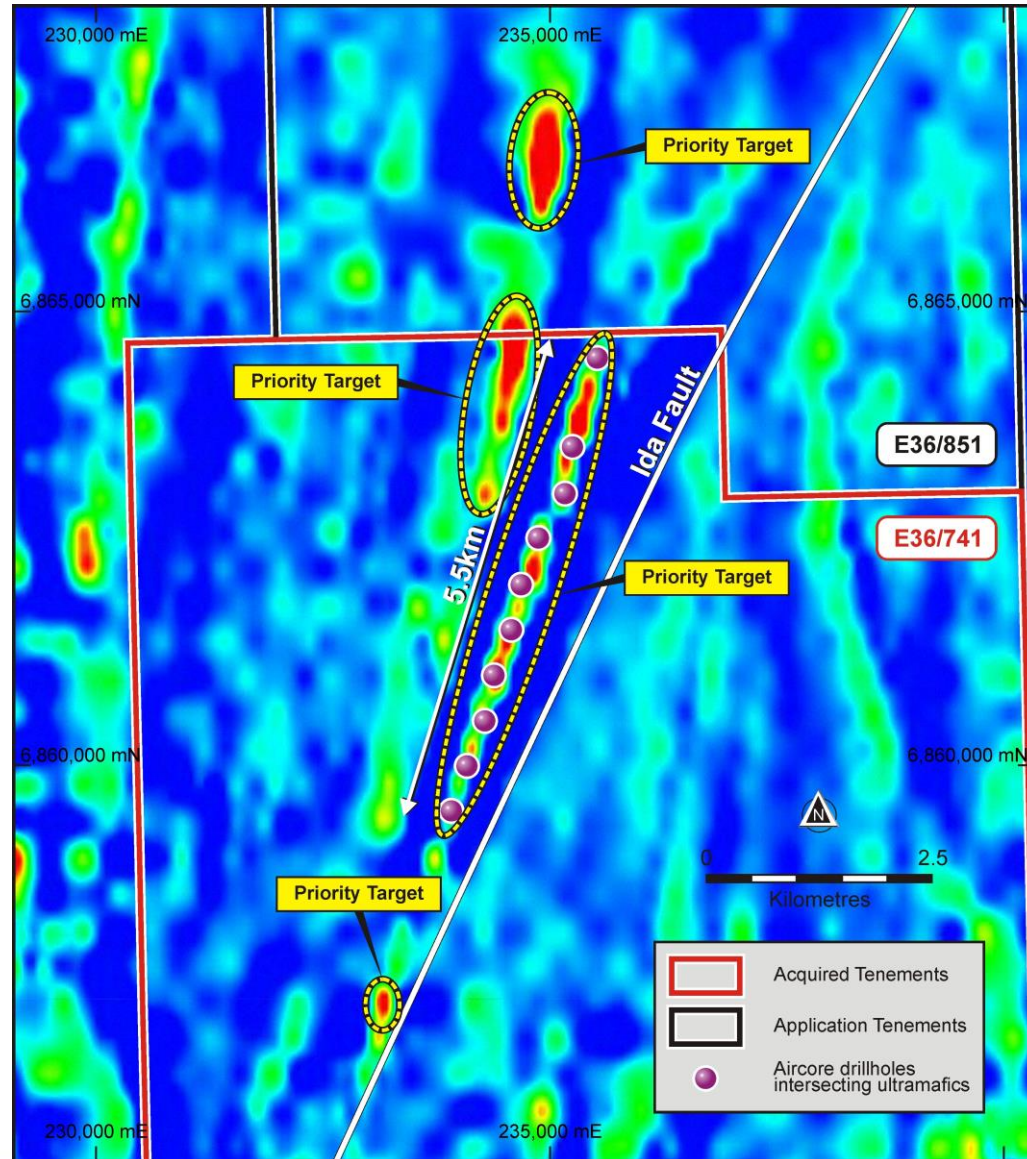 230,000 mE
235,000 mE
Priority Target
6,865,000 mN
6,865,000 mN
Priority Target
Ida Fault
E36/851
5.5km
E36/741
Priority Target
6,860,000 mN
6,860,000 mN
N
0
2.5
Kilometres
Priority Target
Acquired Tenements
Application Tenements
Aircore drillholes
intersecting ultramafics
230,000 mE
235,000 mE